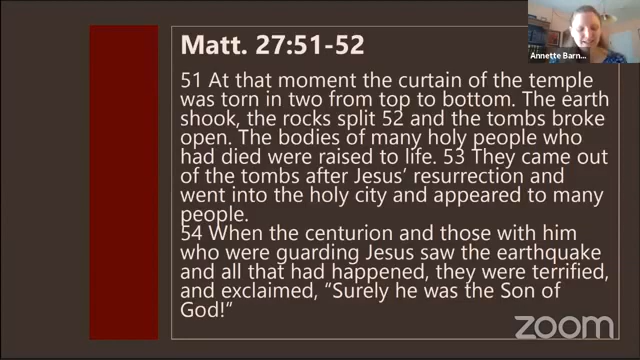 Matt. 27:51-52
51 At that moment the curtain of the temple
was torn in two from top to bottom. The earth
shook, the rocks split 52 and the tombs broke
open. The bodies of many holy people who
had died were raised to life. 53 They came out
of the tombs after Jesus’ resurrection and
went into the holy city and appeared to many
people.
54 When the centurion and those with him
who were guarding Jesus saw the earthquake
and all that had happened, they were terrified,
and exclaimed, “Surely he was the Son of
God!”
Annette Barn...
zoom